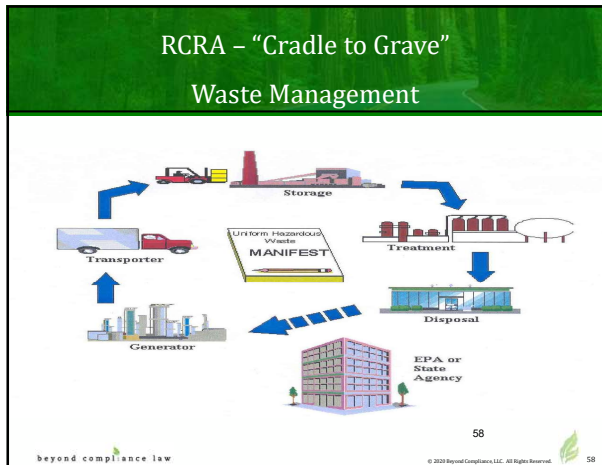 RCRA – “Cradle to Grave”
Waste Management
Storage
Uniform Hazardous
Waste
MANIFEST
Transporter
Treatment
Disposal
Generator
EPA or
State
Agency
58
beyond compliance law
© 2020 Beyond Compliance, LLC. All Rights Reserved.
58